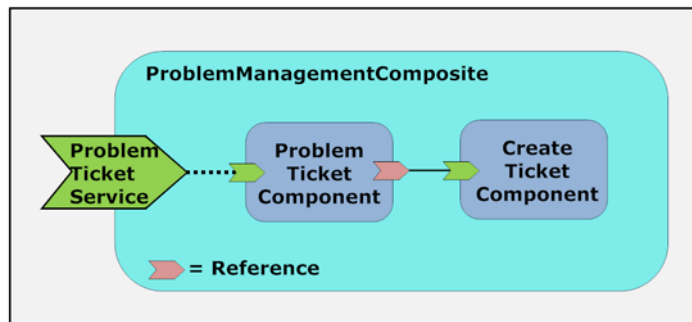 ProblemManagementComposite
Problem
Ticket
Service
Problem
Ticket
Component
Create
Ticket
Component
= Reference